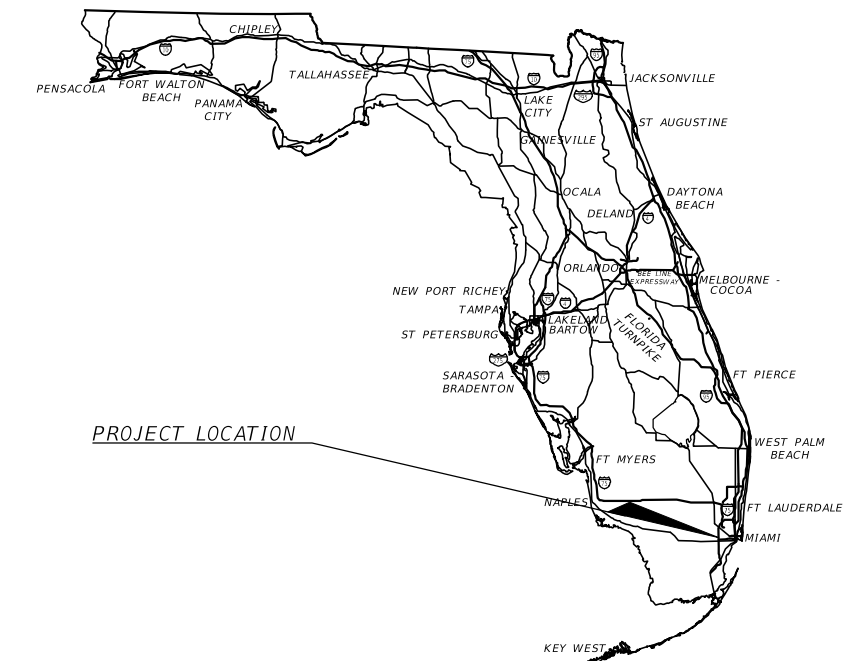 CHIPLEY
TALLAHASSEE
PENSACOLA
FORT WALTON
BEACH
PANAMA
CITY
LAKE
CITY
JACKSONVILLE
ST AUGUSTINE
GAINESVILLE
OCALA
DAYTONA
BEACH
DELAND
ORLANDO
BEE LINE
EXPRESSWAY
MELBOURNE -
COCOA
NEW PORT RICHEY
TAMPA
LAKELAND
BARTOW
ST PETERSBURG
FLORIDA
TURNPIKE
SARASOTA -
BRADENTON
FT PIERCE
PROJECT LOCATION
WEST PALM
BEACH
FT MYERS
NAPLES
FT LAUDERDALE
MIAMI
KEY WEST